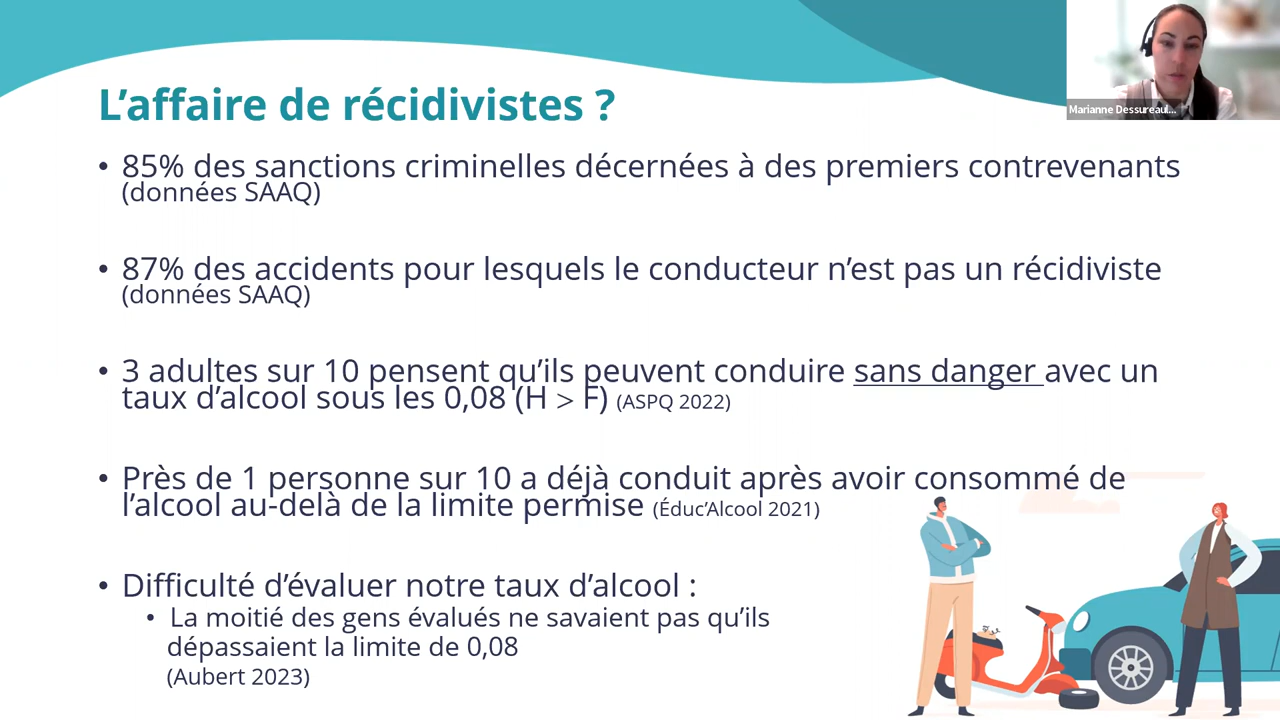 Marianne Dessureaul...
L’affaire de récidivistes ?
• 85% des sanctions criminelles décernées à des premiers contrevenants
(données SAAQ)
• 87% des accidents pour lesquels le conducteur n’est pas un récidiviste
(données SAAQ)
• 3 adultes sur 10 pensent qu’ils peuvent conduire sans danger avec un
taux d’alcool sous les 0,08 (H > F) (ASPQ 2022)
• Près de 1 personne sur 10 a déjà conduit après avoir consommé de
l’alcool au-delà de la limite permise (Éduc’Alcool 2021)
• Difficulté d’évaluer notre taux d’alcool :
• La moitié des gens évalués ne savaient pas qu’ils
dépassaient la limite de 0,08
(Aubert 2023)